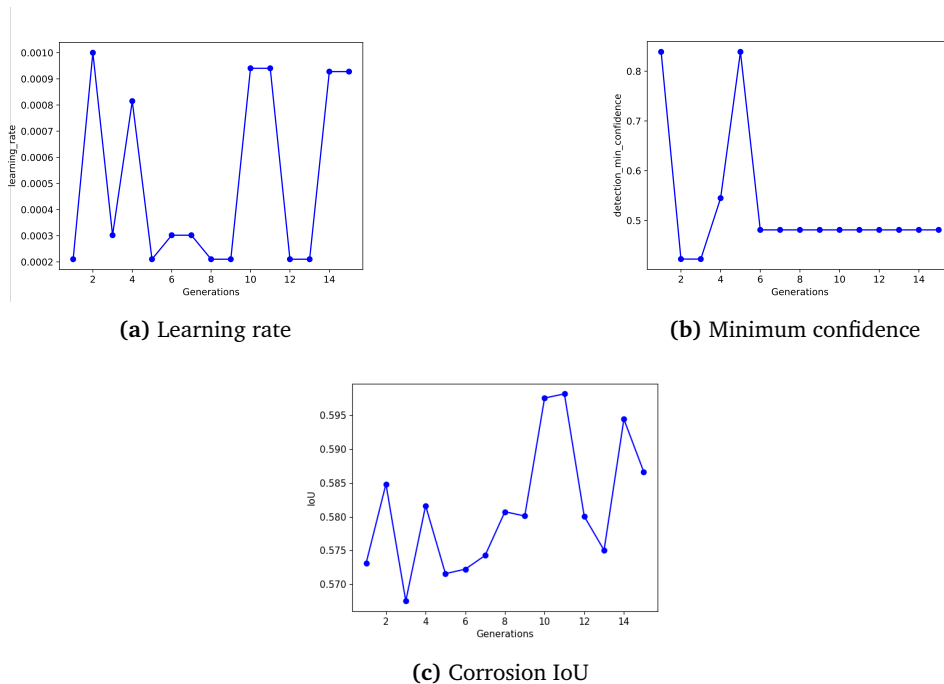 0.0010
0.0009
0.0008
0.0007
0.0006
0.0005
0.0004
0.0003
0.0002
learning_rate
2 4 6 8 10 12 14
Generations
(a) Learning rate
0.8
0.7
0.6
0.5
detection_min_confidence
2 4 6 8 10 12 14
Generations
(b) Minimum confidence
0.595
0.590
0.585
0.580
0.575
0.570
IoU
2 4 6 8 10 12 14
Generations
(c) Corrosion IoU